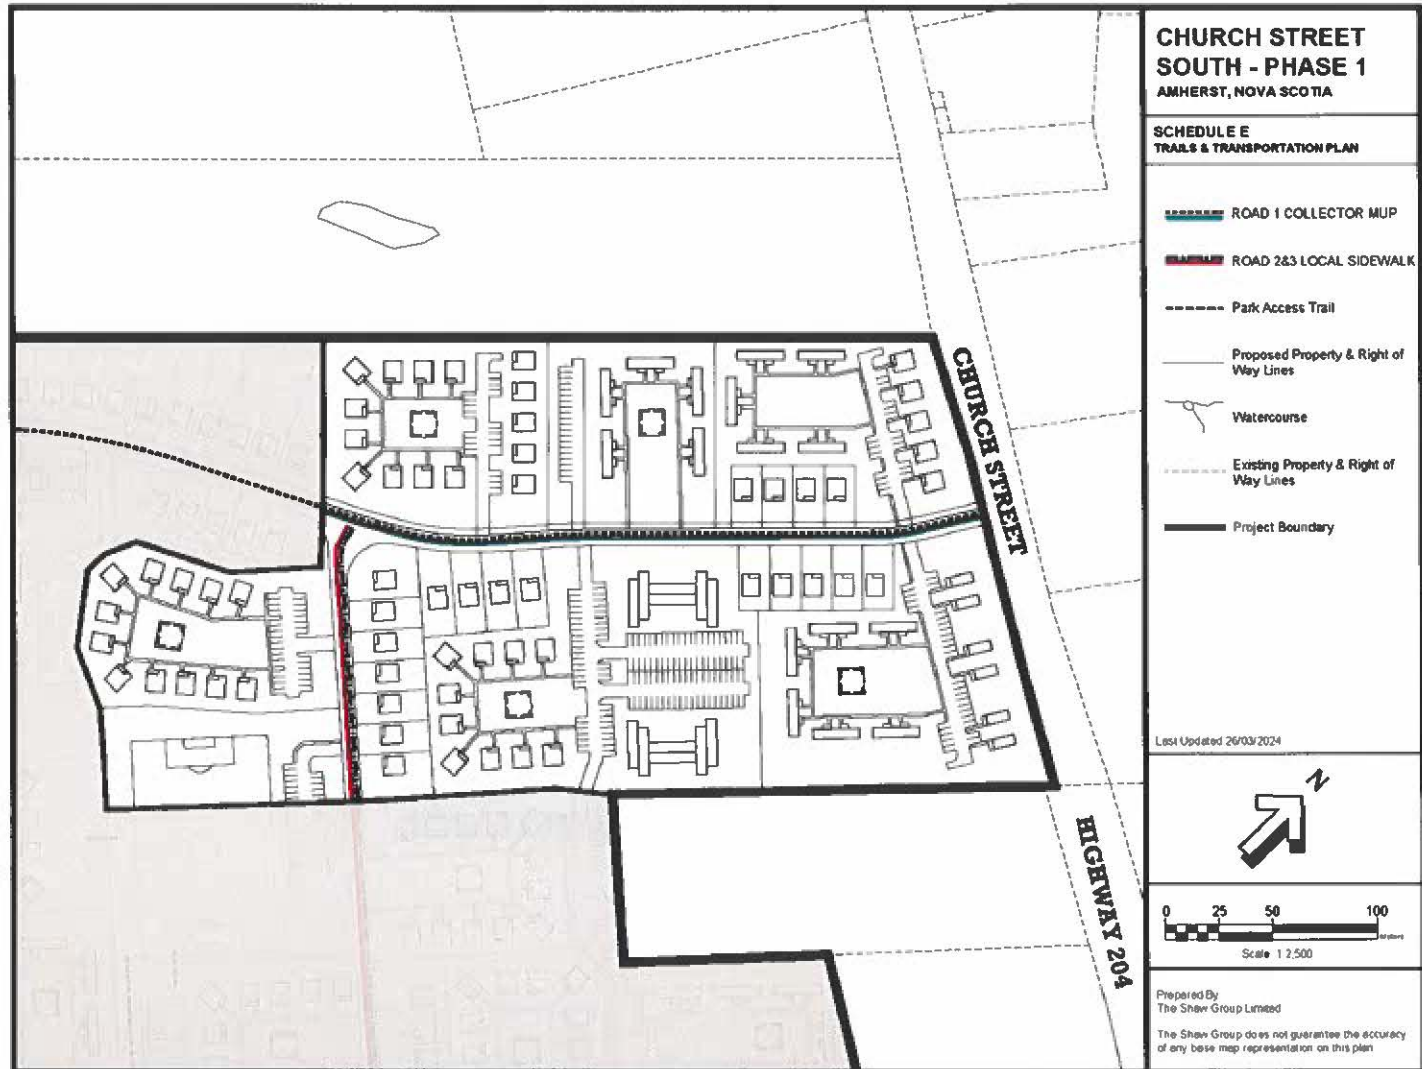 CHURCH STREET
SOUTH - PHASE 1
AMHERST, NOVA SCOTIA
SCHEDULE E
TRAILS & TRANSPORTATION PLAN
ROAD 1 COLLECTOR MUP
ROAD 2&3 LOCAL SIDEWALK
Park Access Trail
Proposed Property & Right of
Way Lines
Watercourse
Existing Property & Right of
Way Lines
Project Boundary
Last Updated 26/03/2024
N
0 25 50 100
Meters
Scale 1:2,500
Prepared By
The Shaw Group Limited
The Shaw Group does not guarantee the accuracy
of any base map representation on this plan
CHURCH STREET
HIGHWAY 204